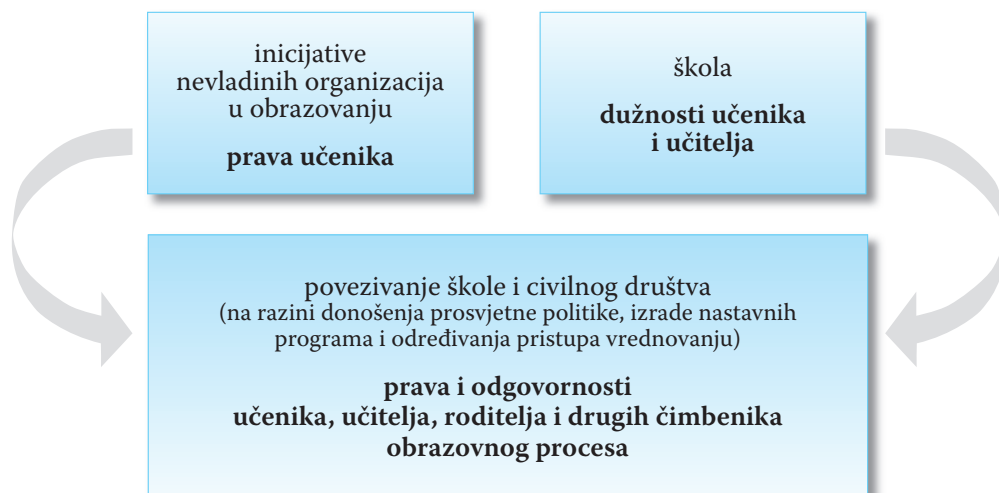 inicijative
nevladinih organizacija
u obrazovanju
prava učenika
škola
dužnosti učenika
i učitelja
povezivanje škole i civilnog društva
(na razini donošenja prosvjetne politike, izrade nastavnih
programa i određivanja pristupa vrednovanju)
prava i odgovornosti
učenika, učitelja, roditelja i drugih čimbenika
obrazovnog procesa